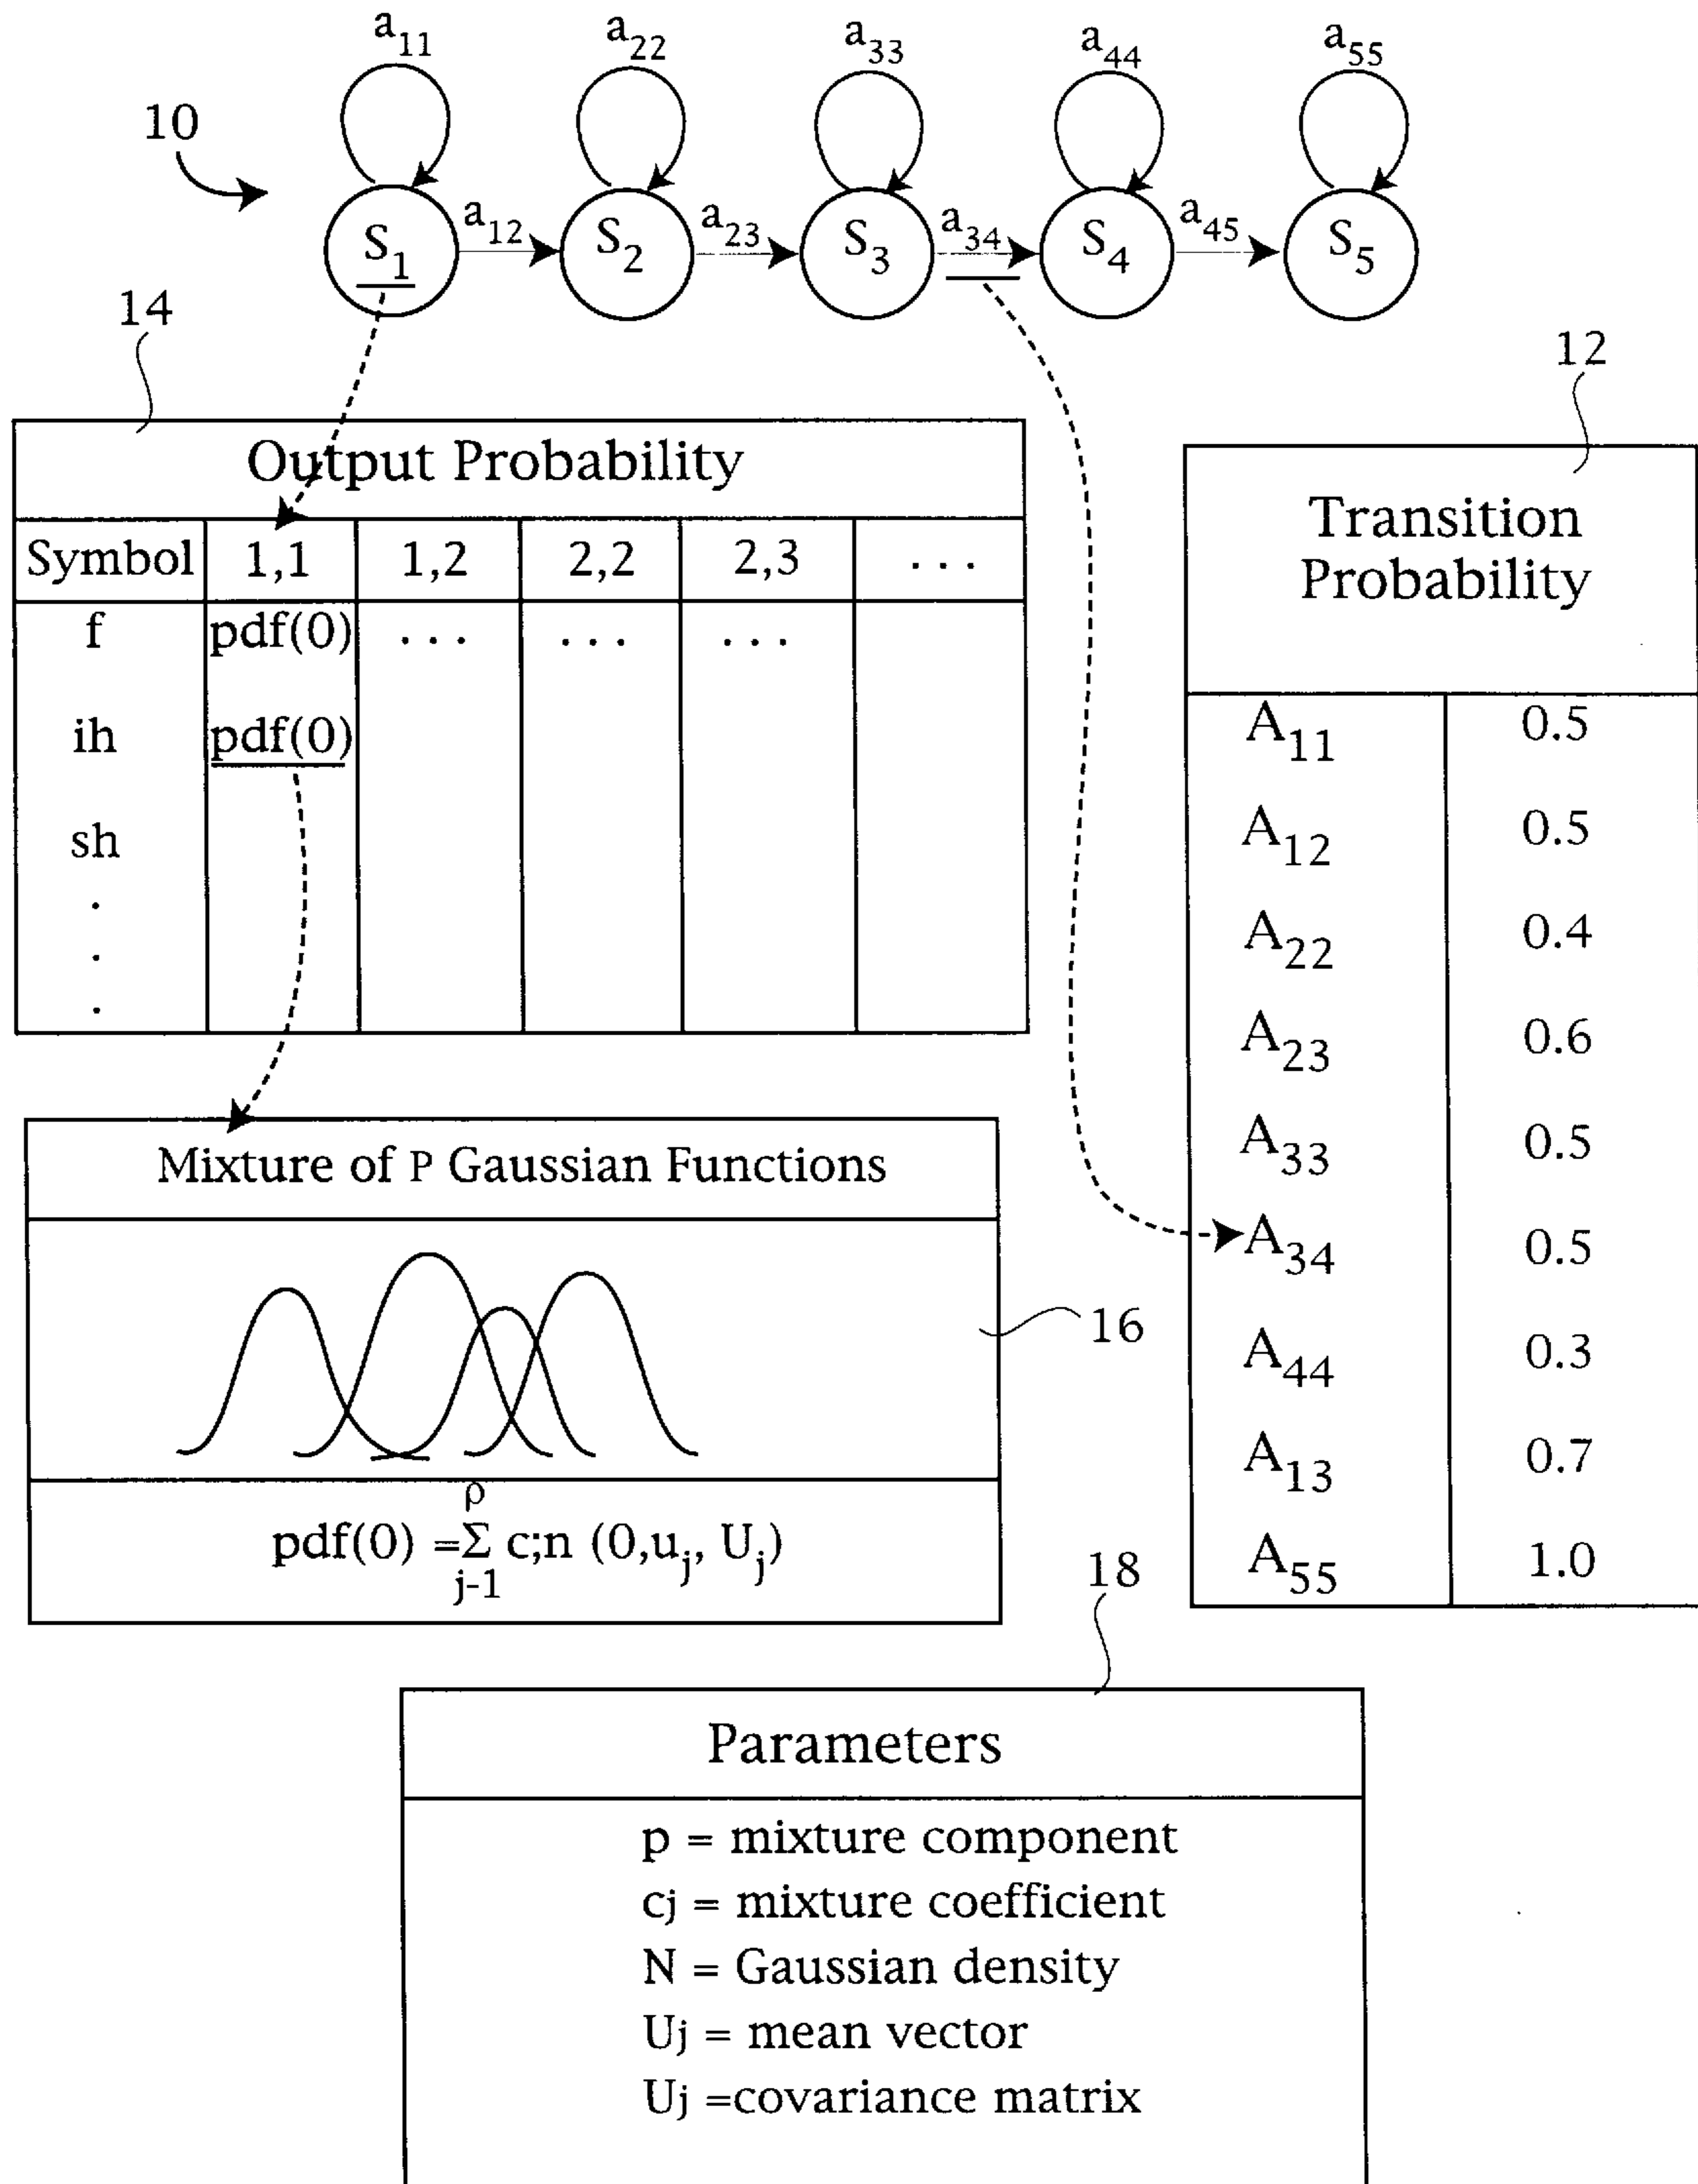 a11 a22 a33 a44 a55
10
S1 a12 S2 a23 S3 a34 S4 a45 S5
14
12
Output Probability
Symbol 1,1 1,2 2,2 2,3 ...
f pdf(0) ... ... ...
ih pdf(0)
sh
.
.
.
Transition
Probability
A11 0.5
A12 0.5
A22 0.4
A23 0.6
A33 0.5
A34 0.5
A44 0.3
A13 0.7
A55 1.0
Mixture of P Gaussian Functions
16
ρ
pdf(0) =Σ c;n (0,uj, Uj)
j-1
18
Parameters
p = mixture component
cj = mixture coefficient
N = Gaussian density
Uj = mean vector
Uj =covariance matrix